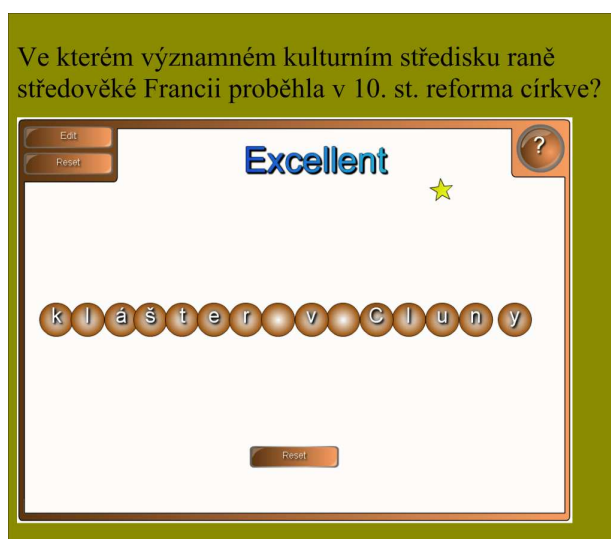 Ve kterém významném kulturním středisku raně
středověké Francii proběhla v 10. st. reforma církve?
Edit
Reset
Excellent
?
klášter v Cluny
Reset